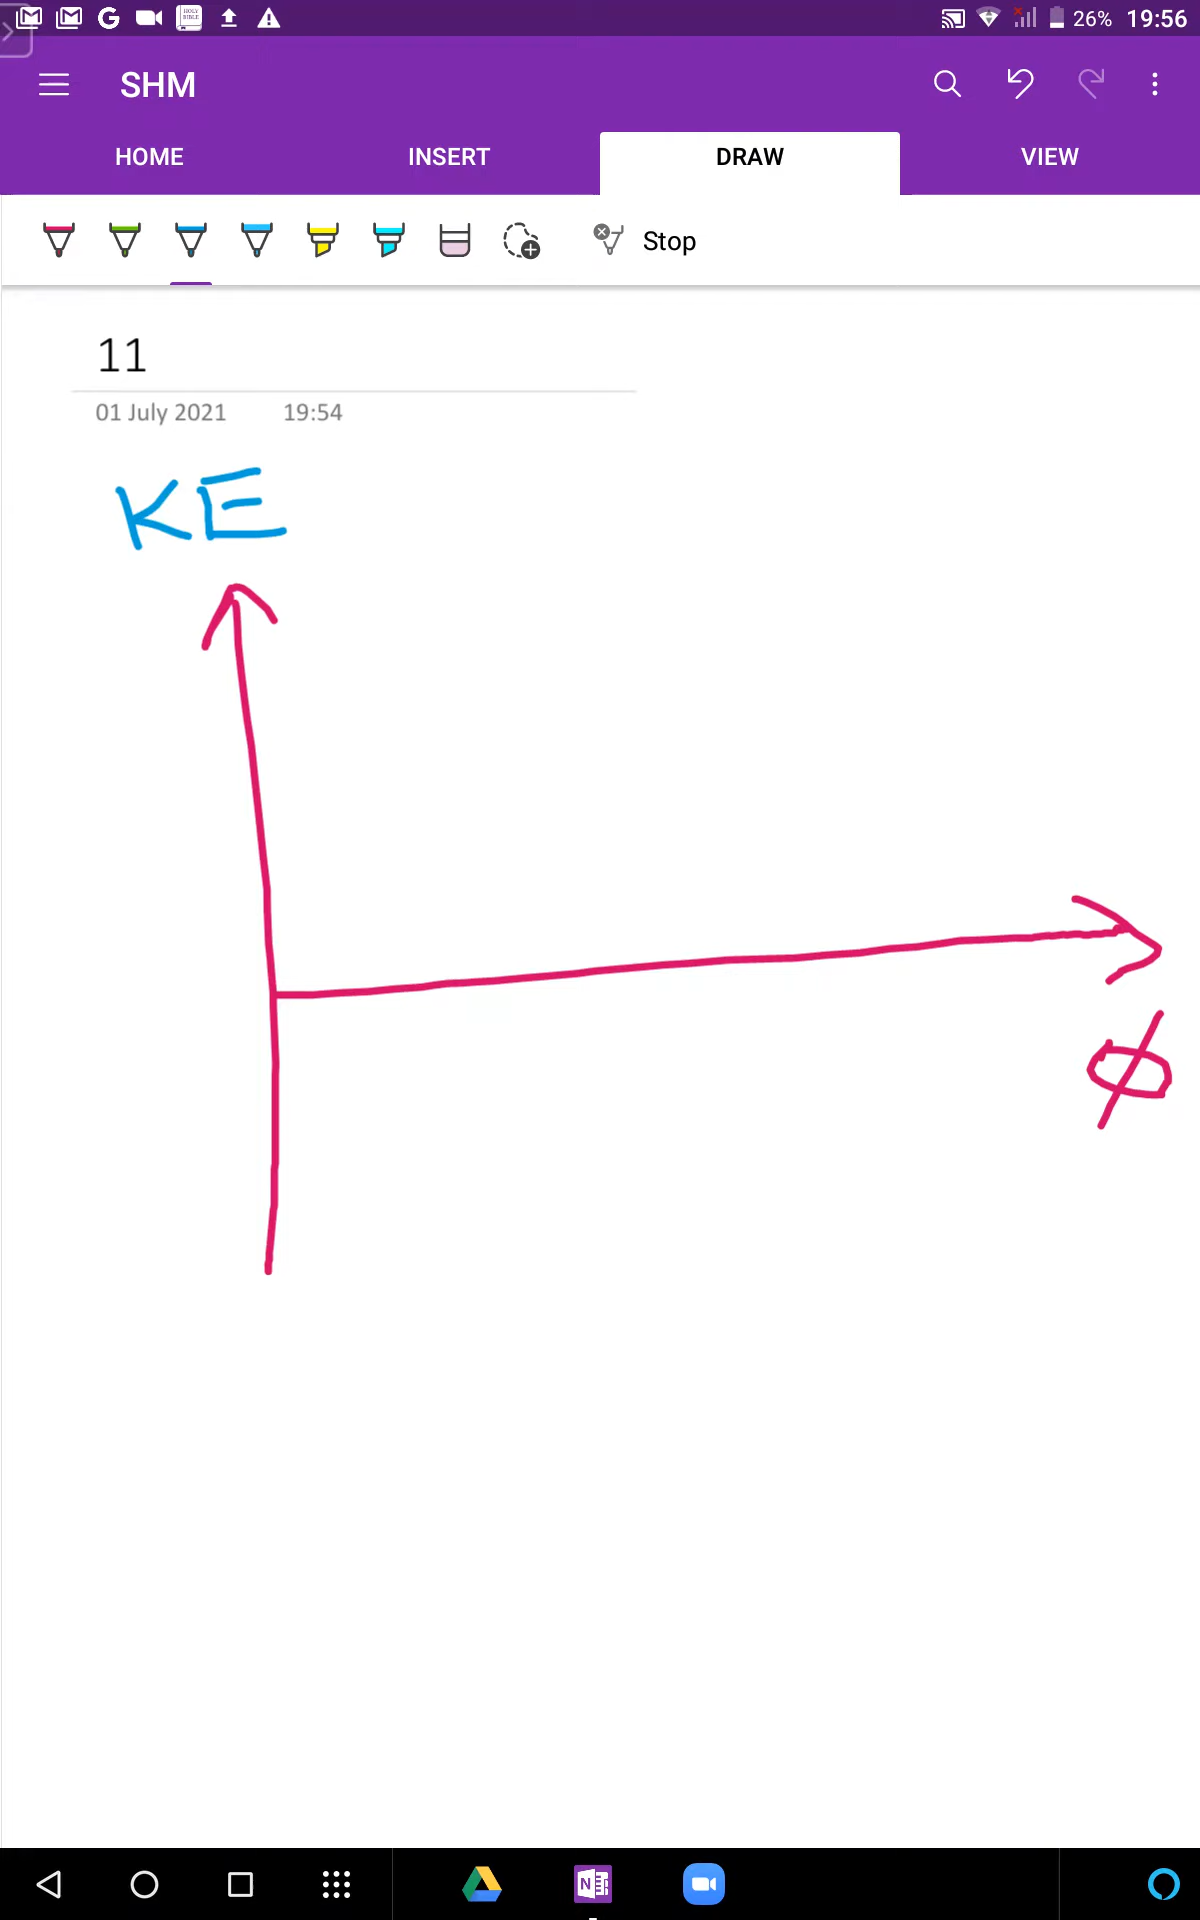 26% 19:56
SHM
HOME INSERT DRAW VIEW
Stop
11
01 July 2021 19:54
KE
ϕ